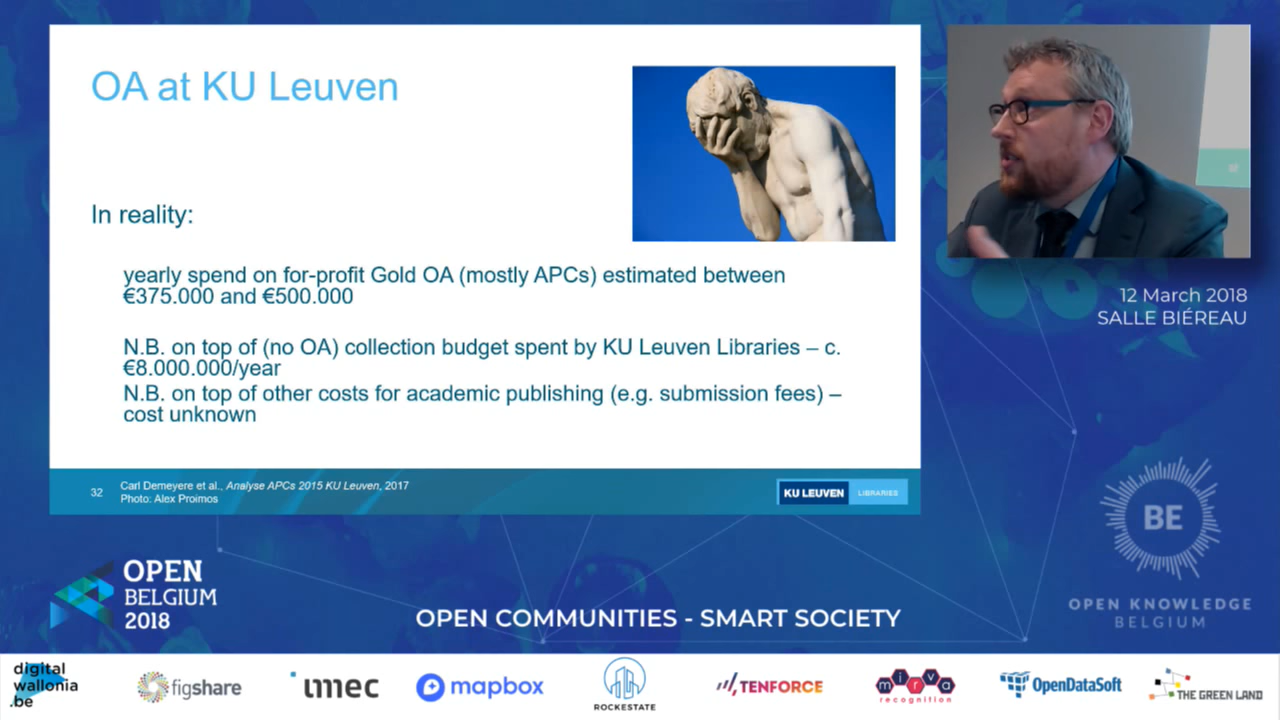 OA at KU Leuven
In reality:
yearly spend on for-profit Gold OA (mostly APCs) estimated between
€375.000 and €500.000
N.B. on top of (no OA) collection budget spent by KU Leuven Libraries – c.
€8.000.000/year
N.B. on top of other costs for academic publishing (e.g. submission fees) –
cost unknown
32
Carl Demeyere et al., Analyse APCs 2015 KU Leuven, 2017
Photo: Alex Proimos
KU LEUVEN
LIBRARIES
12 March 2018
SALLE BIÉREAU
OPEN
BELGIUM
2018
OPEN COMMUNITIES - SMART SOCIETY
BE
OPEN KNOWLEDGE
BELGIUM
digital
wallonia
.be
figshare
imec
mapbox
ROCKESTATE
TENFORCE
mirva
recognition
OpenDataSoft
THE GREEN LAND